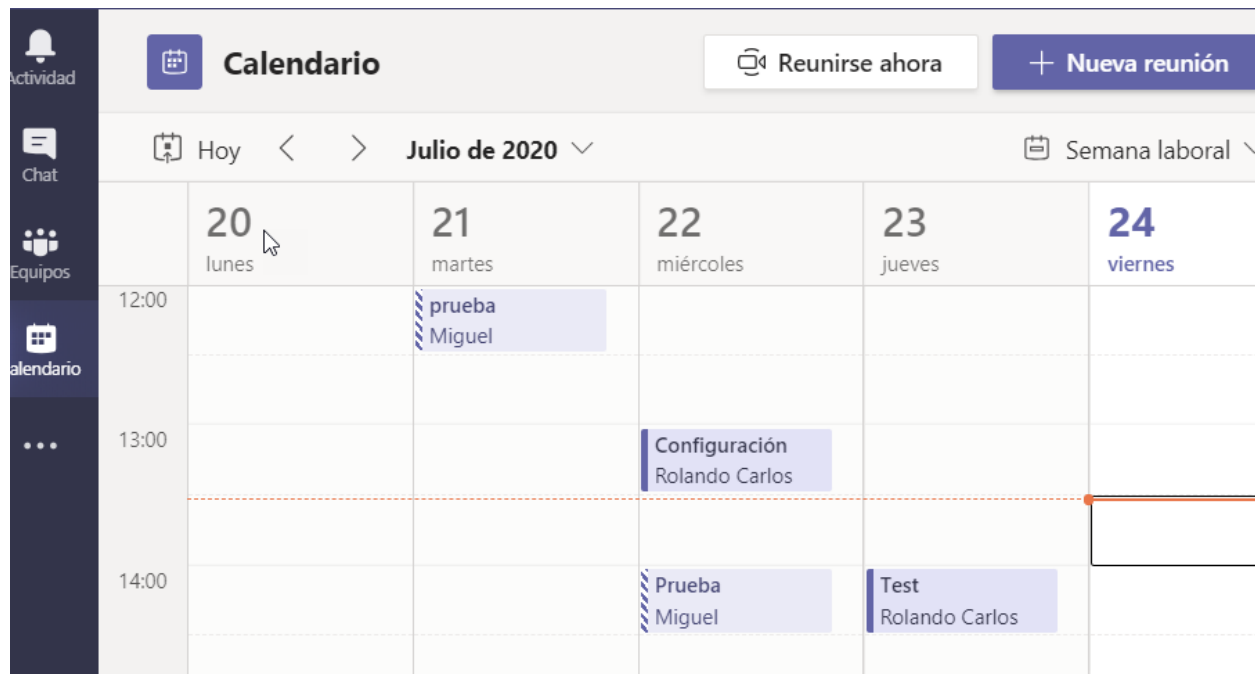 Actividad
Chat
Equipos
alendario
Calendario
Reunirse ahora
Nueva reunión
Hoy
Julio de 2020
Semana laboral
20
lunes
21
martes
22
miércoles
23
jueves
24
viernes
12:00
prueba
Miguel
13:00
Configuración
Rolando Carlos
14:00
Prueba
Miguel
Test
Rolando Carlos